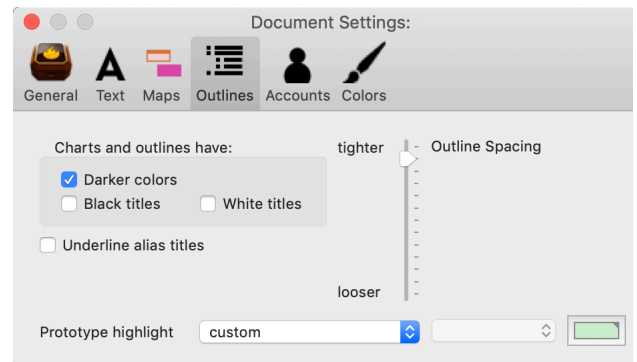 Document Settings:
General Text Maps Outlines Accounts Colors
Charts and outlines have:
tighter
Outline Spacing
Darker colors
Black titles
White titles
Underline alias titles
looser
Prototype highlight
custom